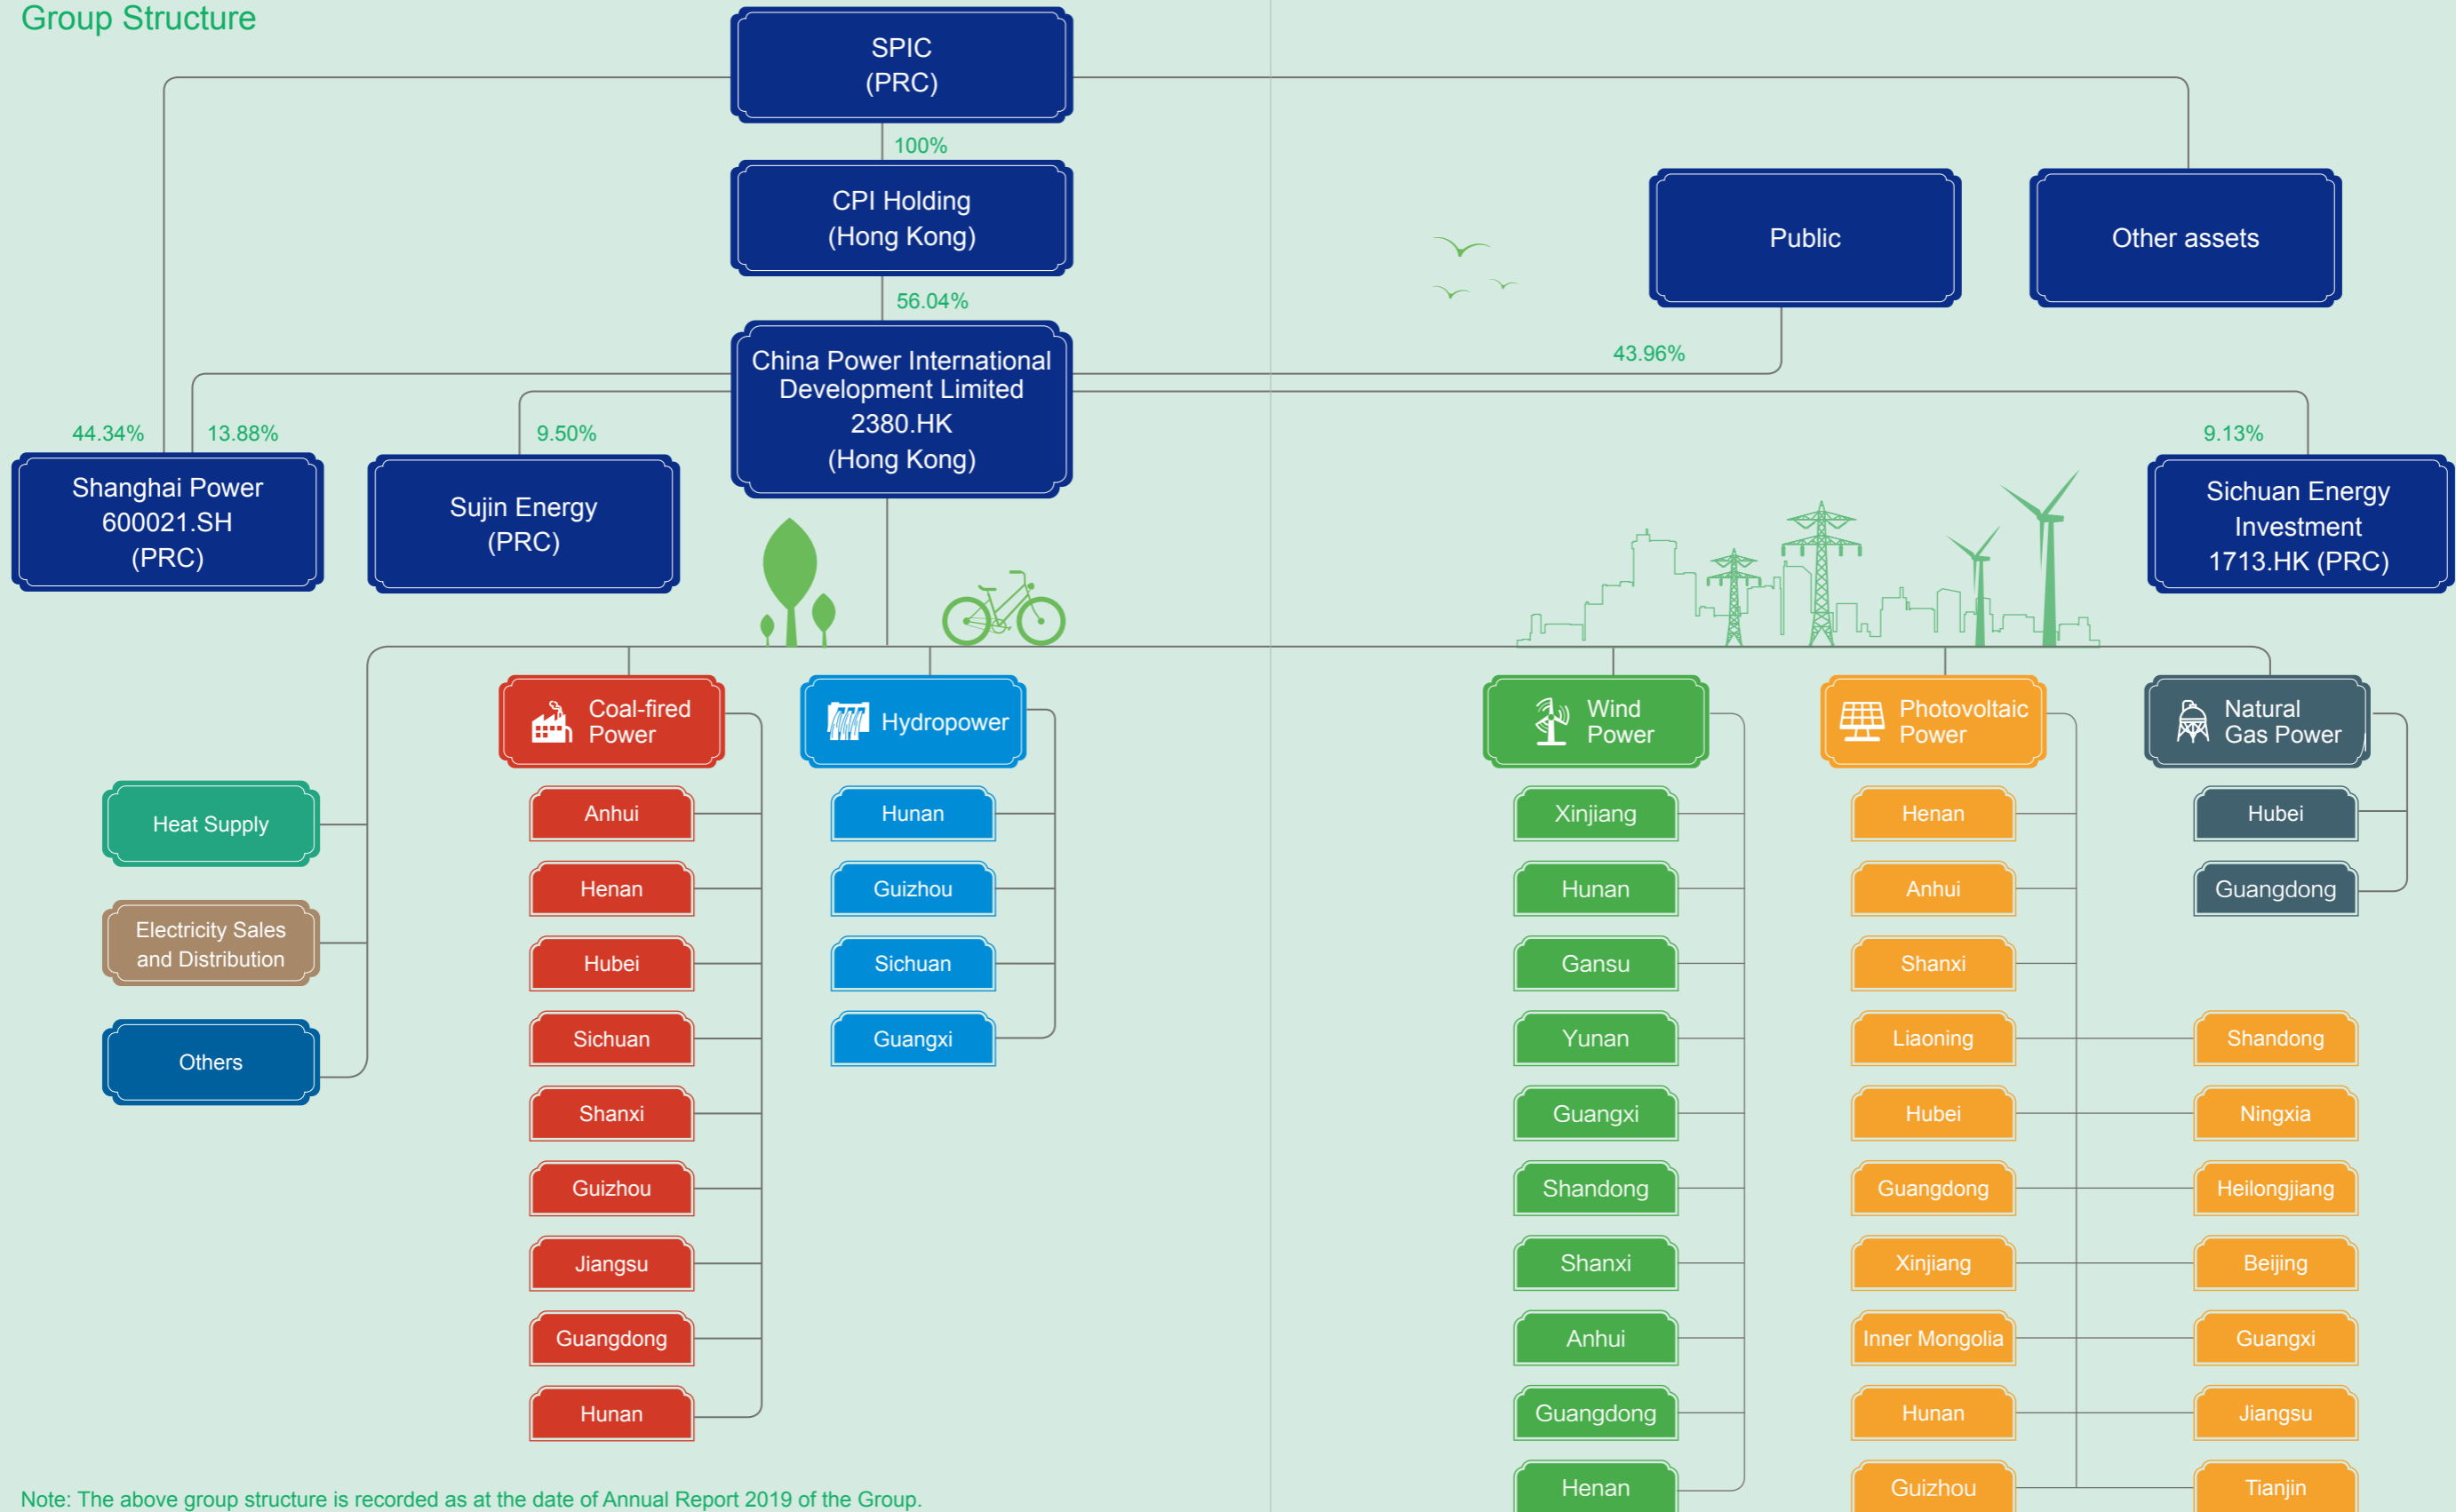 Group Structure
SPIC
(PRC)
100%
CPI Holding
(Hong Kong)
Public
Other assets
56.04%
China Power International
Development Limited
2380.HK
(Hong Kong)
43.96%
44.34%
13.88%
9.50%
9.13%
Shanghai Power
600021.SH
(PRC)
Sujin Energy
(PRC)
Sichuan Energy
Investment
1713.HK (PRC)
Heat Supply
Electricity Sales
and Distribution
Others
Coal-fired
Power
Anhui
Henan
Hubei
Sichuan
Shanxi
Guizhou
Jiangsu
Guangdong
Hunan
Hydropower
Hunan
Guizhou
Sichuan
Guangxi
Wind
Power
Xinjiang
Hunan
Gansu
Yunan
Guangxi
Shandong
Shanxi
Anhui
Guangdong
Henan
Photovoltaic
Power
Henan
Anhui
Shanxi
Liaoning
Hubei
Guangdong
Xinjiang
Inner Mongolia
Hunan
Guizhou
Shandong
Ningxia
Heilongjiang
Beijing
Guangxi
Jiangsu
Tianjin
Natural
Gas Power
Hubei
Guangdong
Note: The above group structure is recorded as at the date of Annual Report 2019 of the Group.